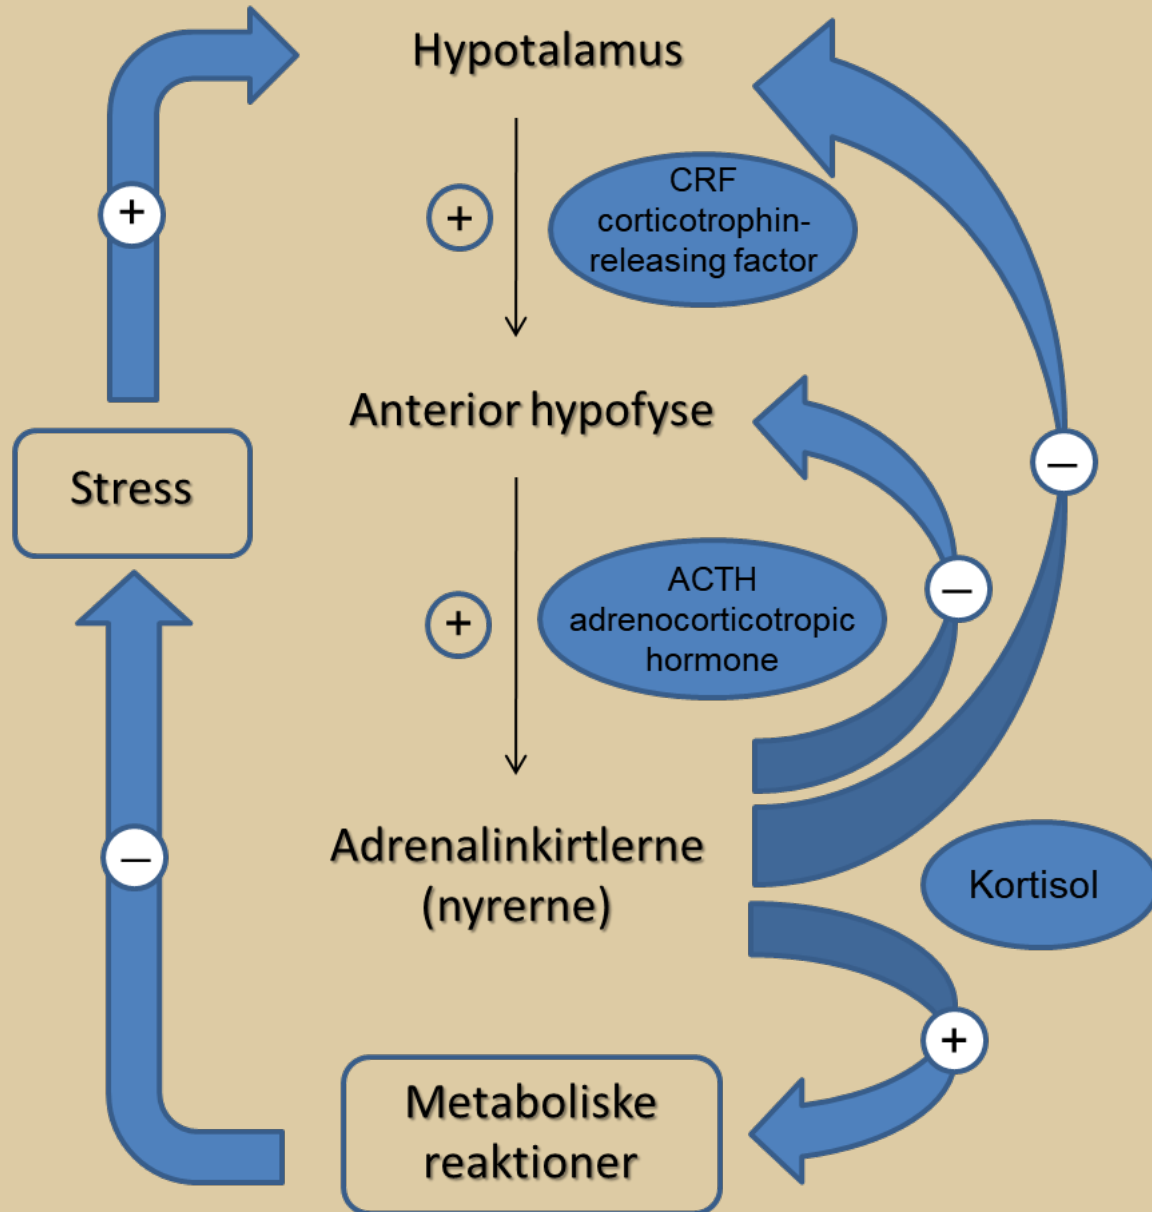 Hypotalamus
+
+
CRF
corticotrophin-
releasing factor
Anterior hypofyse
–
Stress
–
+
ACTH
adrenocorticotropic
hormone
Adrenalinkirtlerne
(nyrerne)
–
Kortisol
+
Metaboliske
reaktioner